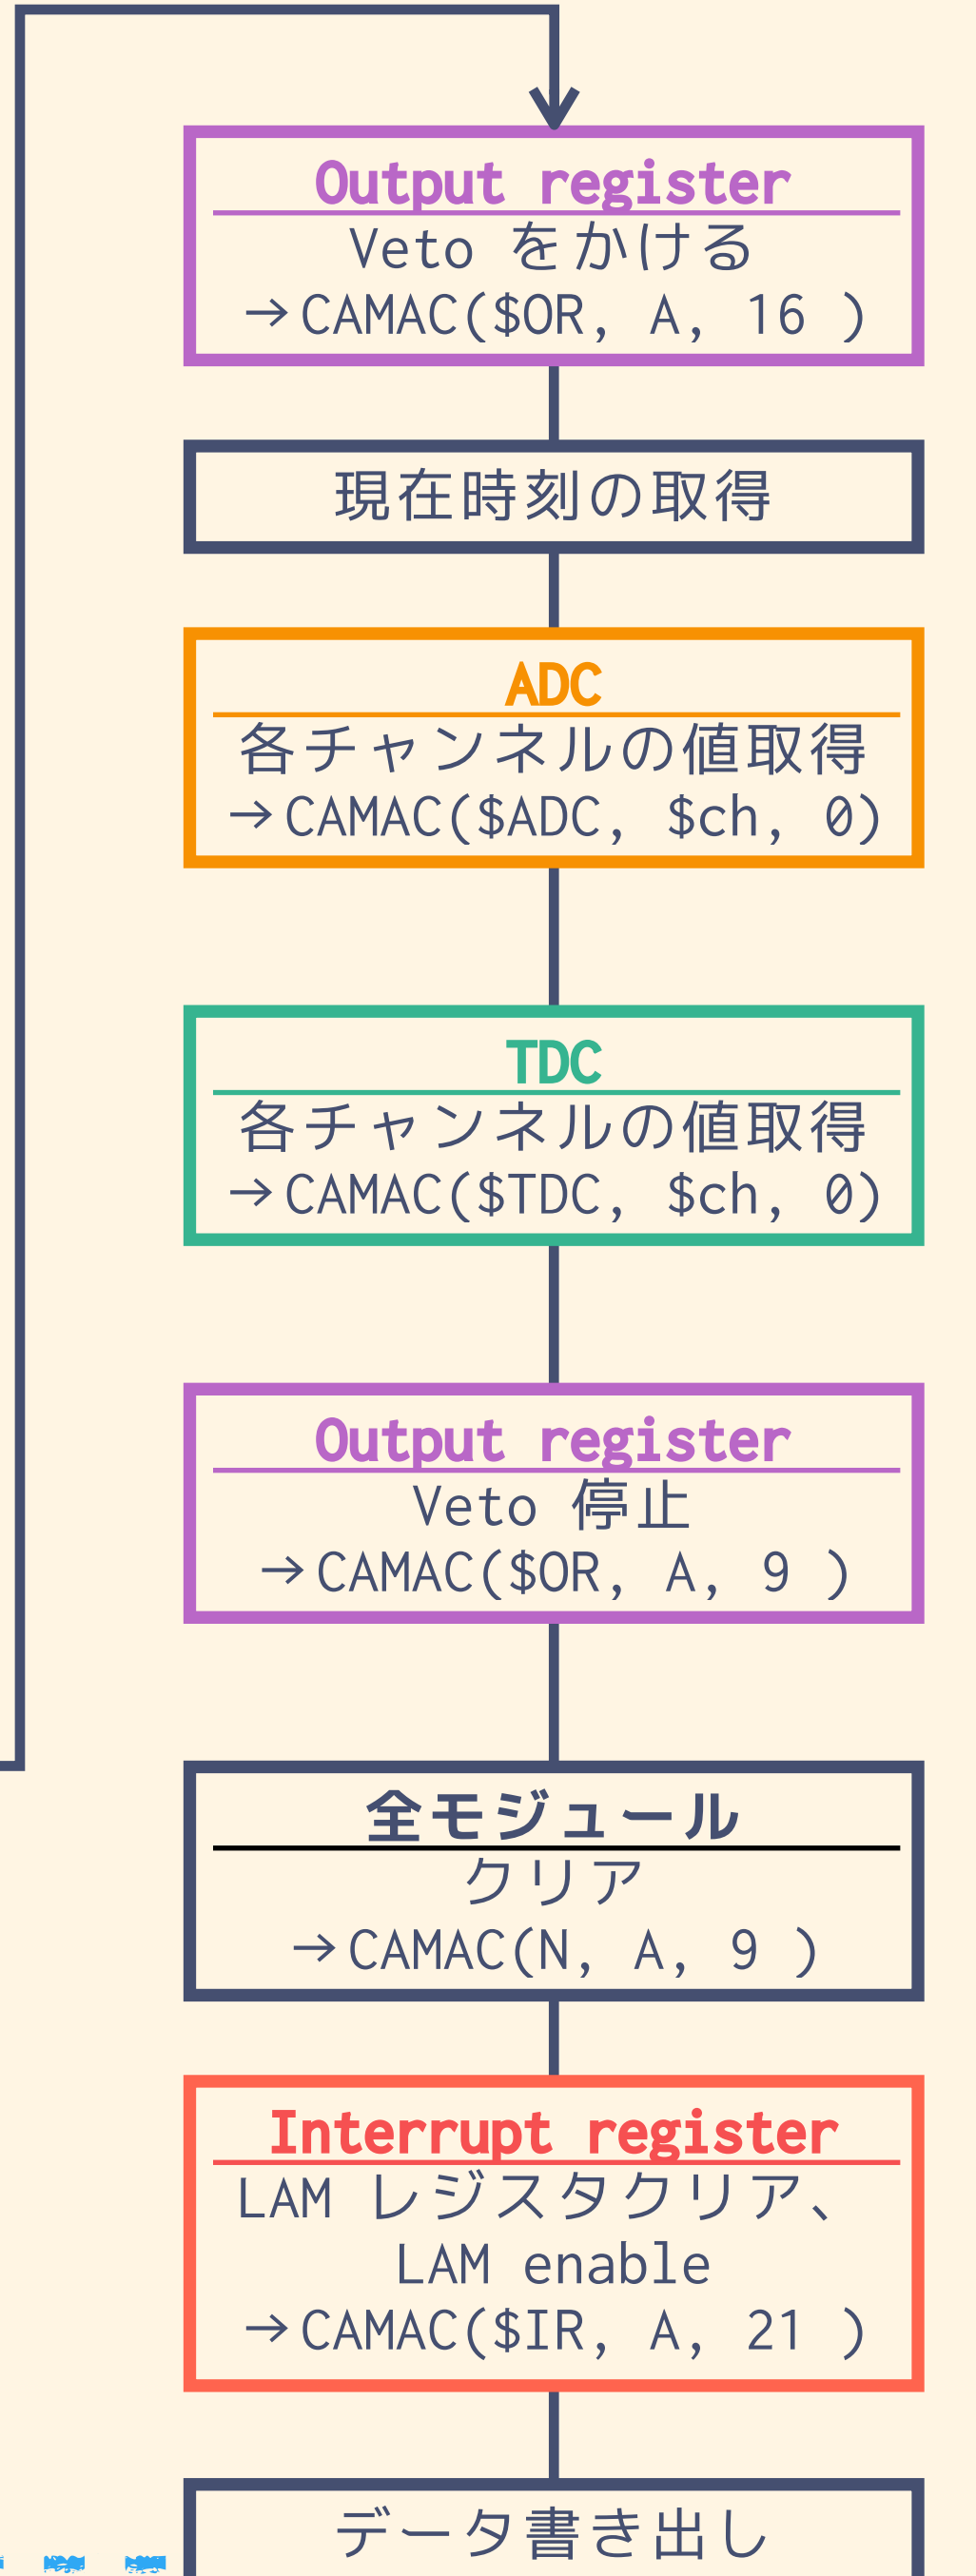 Output register
Veto をかける
→CAMAC($OR, A, 16 )
現在時刻の取得
ADC
各チャンネルの値取得
→CAMAC($ADC, $ch, 0)
TDC
各チャンネルの値取得
→CAMAC($TDC, $ch, 0)
Output register
Veto 停止
→CAMAC($OR, A, 9 )
全モジュール
クリア
→CAMAC(N, A, 9 )
Interrupt register
LAM レジスタクリア、
LAM enable
→CAMAC($IR, A, 21 )
データ書き出し